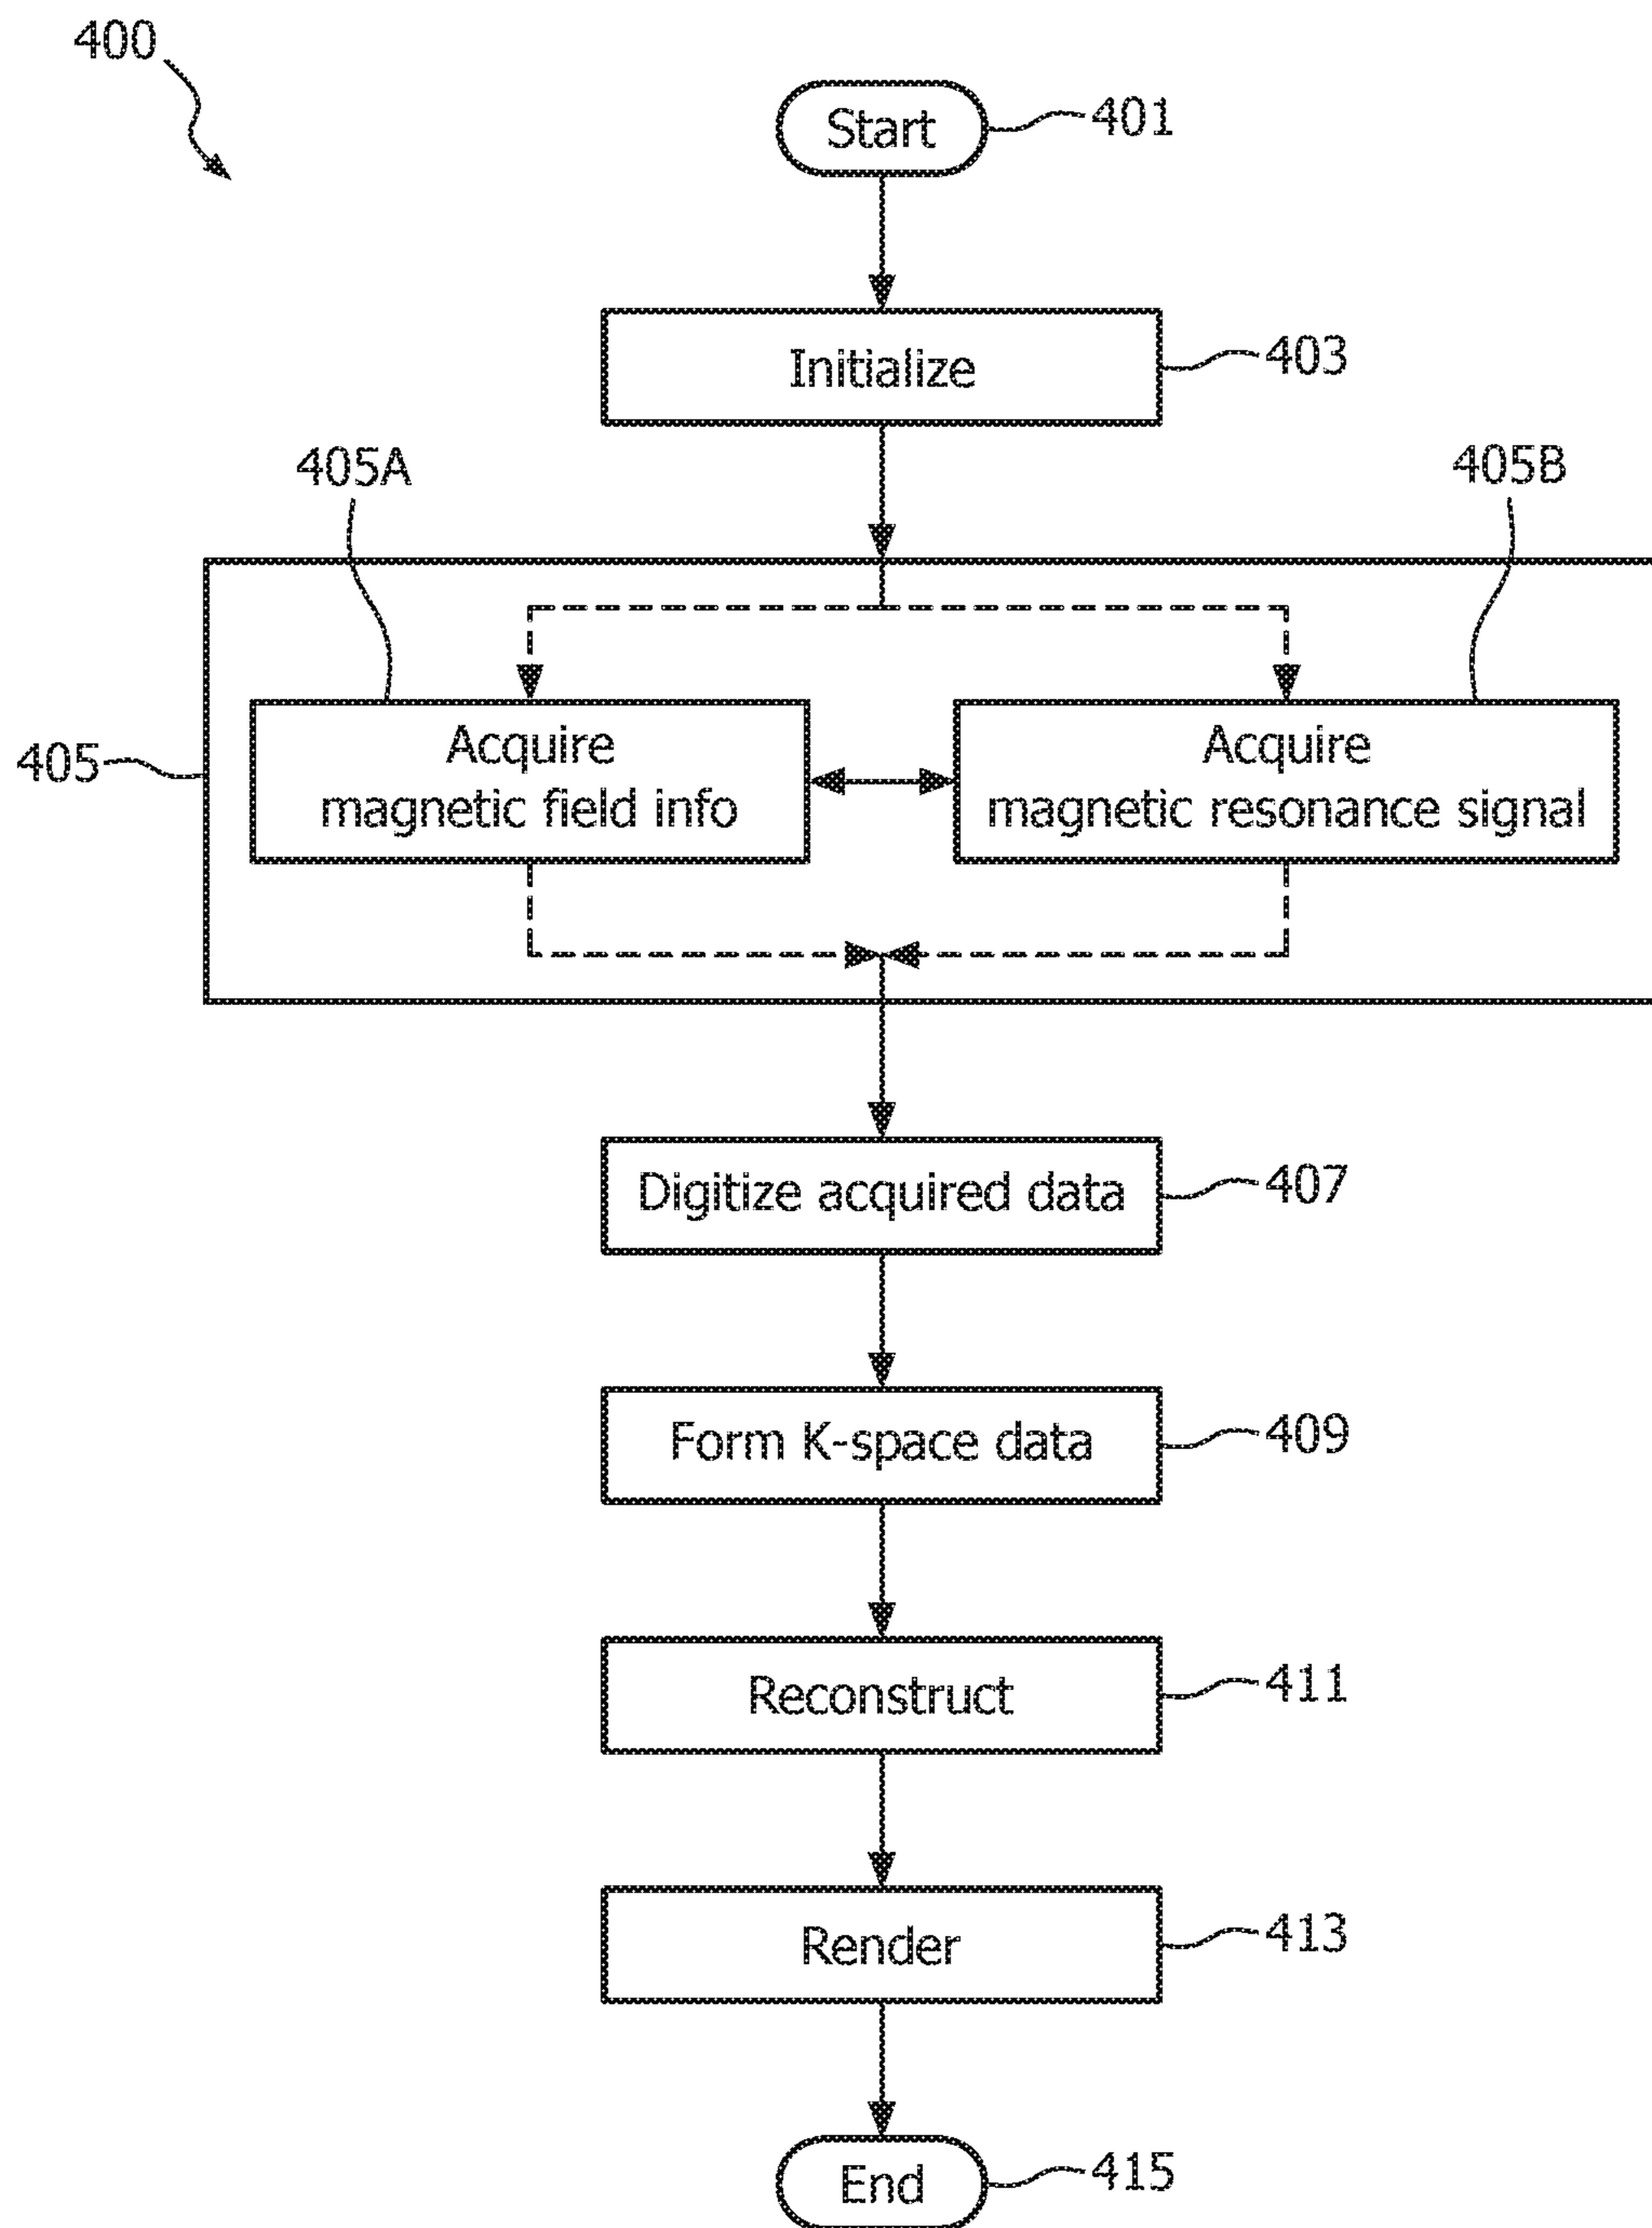 400
Start
401
Initialize
403
405A
405B
405
Acquire
magnetic field info
Acquire
magnetic resonance signal
Digitize acquired data
407
Form K-space data
409
Reconstruct
411
Render
413
End
415